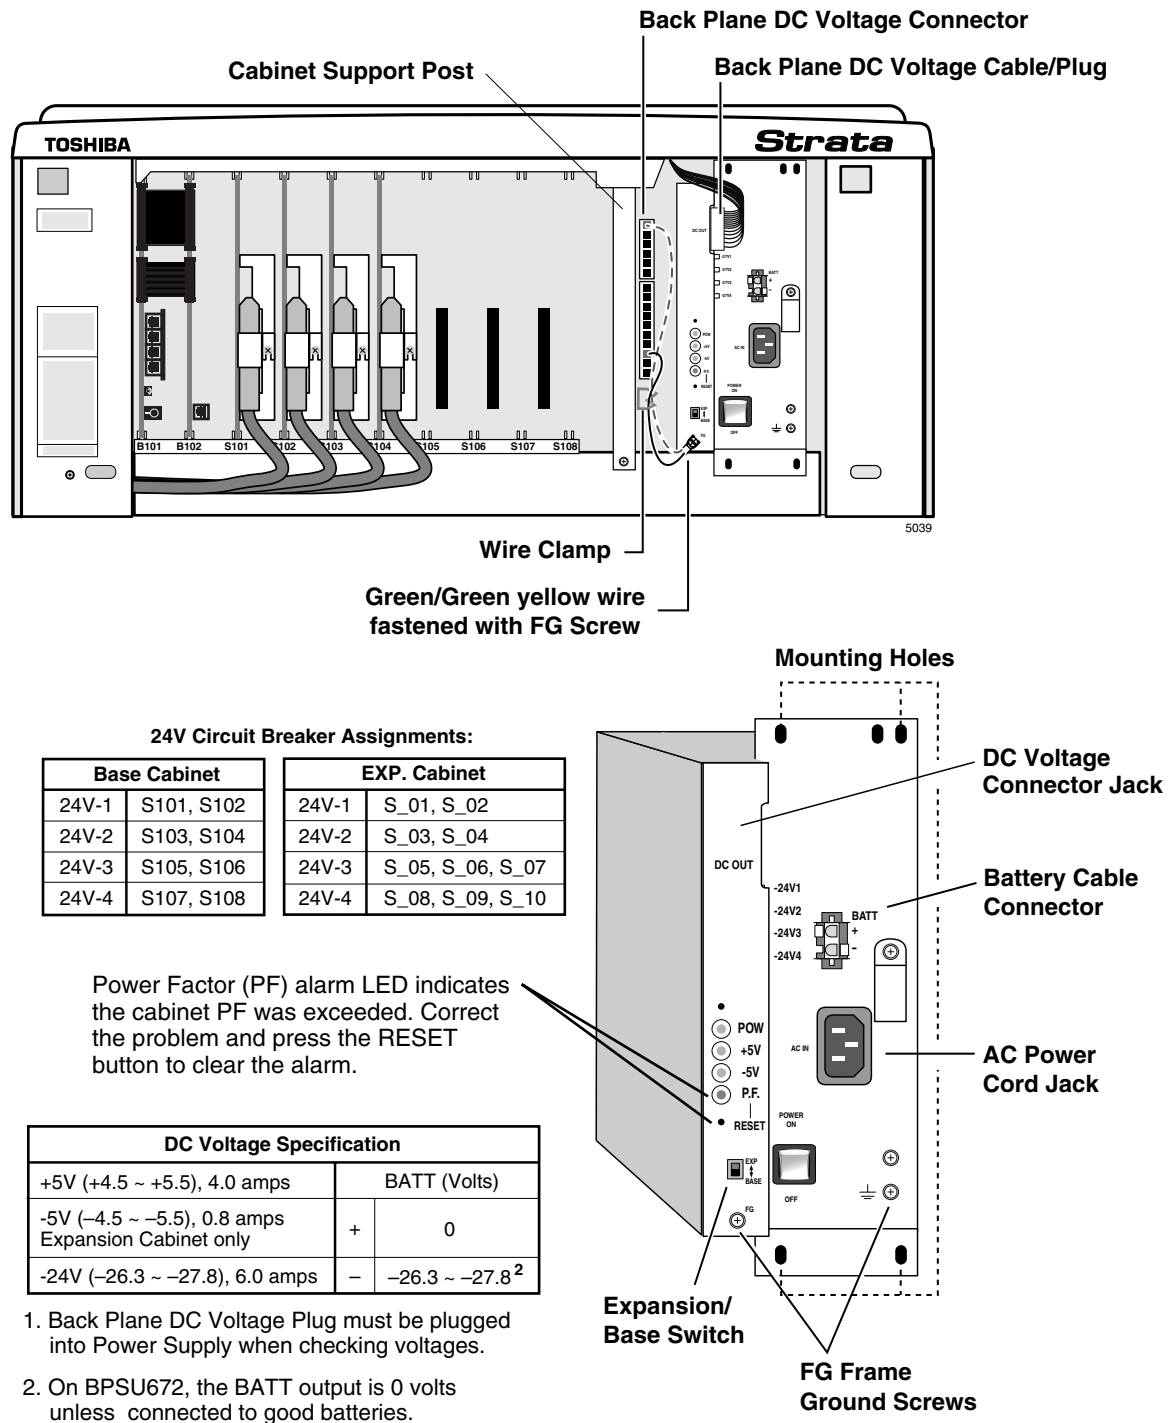 Back Plane DC Voltage Connector
Cabinet Support Post
Back Plane DC Voltage Cable/Plug
TOSHIBA
Strata
DC OUT
BATT
+
-
POW
+5V
-5V
P.F.
RESET
AC IN
POWER
ON
OFF
EXP
BASE
FG
B101 B102 S101 S102 S103 S104 S105 S106 S107 S108
5039
Wire Clamp
Green/Green yellow wire
fastened with FG Screw
Mounting Holes
24V Circuit Breaker Assignments:
Base Cabinet
24V-1 S101, S102
24V-2 S103, S104
24V-3 S105, S106
24V-4 S107, S108
EXP. Cabinet
24V-1 S_01, S_02
24V-2 S_03, S_04
24V-3 S_05, S_06, S_07
24V-4 S_08, S_09, S_10
DC Voltage
Connector Jack
DC OUT
-24V1
-24V2
-24V3
-24V4
BATT
+
-
Battery Cable
Connector
Power Factor (PF) alarm LED indicates
the cabinet PF was exceeded. Correct
the problem and press the RESET
button to clear the alarm.
POW
+5V
-5V
P.F.
RESET
AC IN
AC Power
Cord Jack
POWER
ON
OFF
EXP
BASE
FG
DC Voltage Specification
+5V (+4.5 ~ +5.5), 4.0 amps BATT (Volts)
-5V (–4.5 ~ –5.5), 0.8 amps
Expansion Cabinet only + 0
-24V (–26.3 ~ –27.8), 6.0 amps – –26.3 ~ –27.8 2
Expansion/
Base Switch
FG Frame
Ground Screws
1. Back Plane DC Voltage Plug must be plugged
into Power Supply when checking voltages.
2. On BPSU672, the BATT output is 0 volts
unless connected to good batteries.